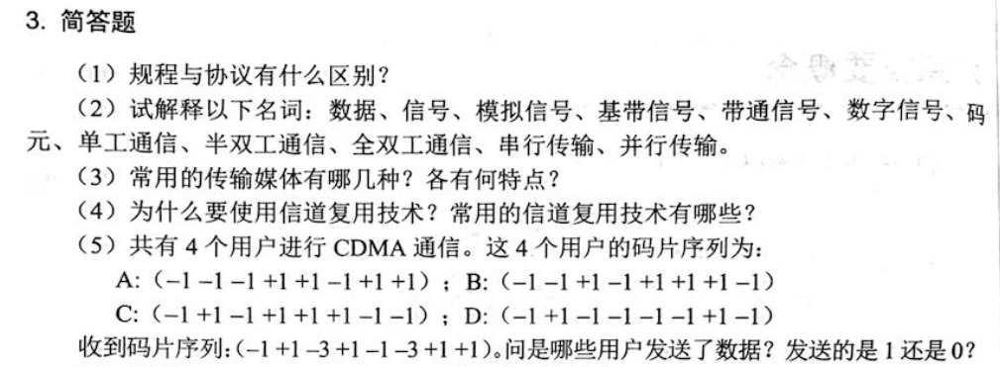 3. 简答题
（1）规程与协议有什么区别？
（2）试解释以下名词：数据、信号、模拟信号、基带信号、带通信号、数字信号、码
元、单工通信、半双工通信、全双工通信、串行传输、并行传输。
（3）常用的传输媒体有哪几种？各有何特点？
（4）为什么要使用信道复用技术？常用的信道复用技术有哪些？
（5）共有 4 个用户进行 CDMA 通信。这 4 个用户的码片序列为：
A:（–1 –1 –1 +1 +1 –1 +1 +1）；B:（–1 –1 +1 –1 +1 +1 +1 –1）
C:（–1 +1 –1 +1 +1 +1 –1 –1）；D:（–1 +1 –1 –1 –1 –1 +1 –1）
收到码片序列:（–1 +1 –3 +1 –1 –3 +1 +1）。问是哪些用户发送了数据？发送的是 1 还是 0？